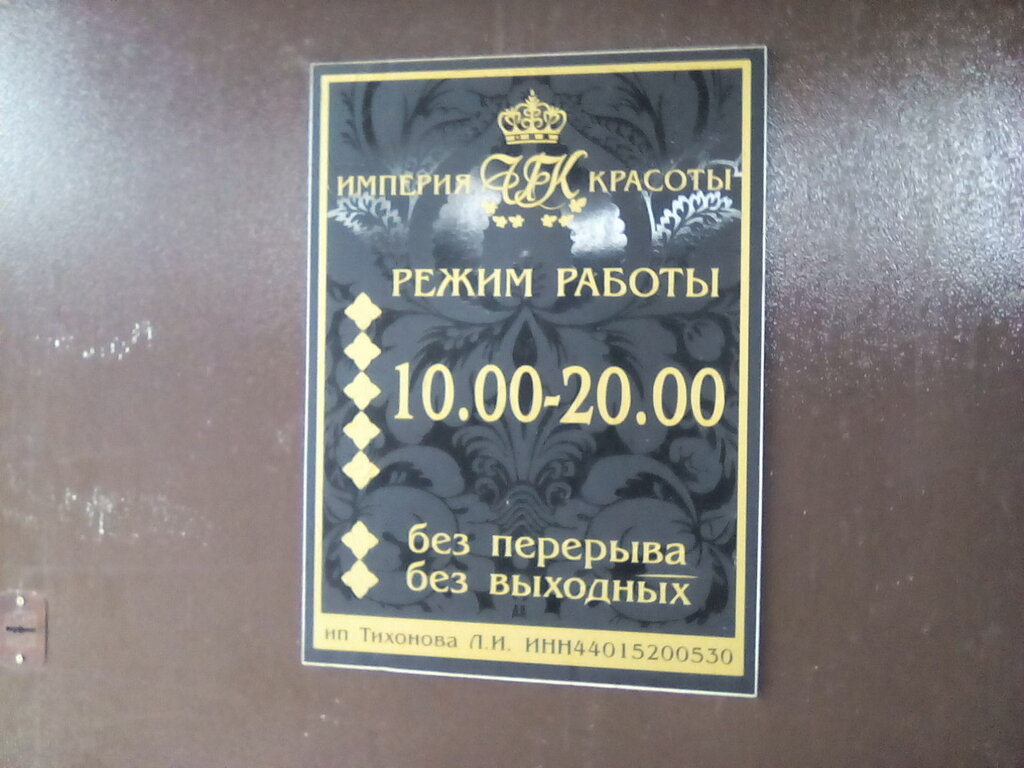 ИМПЕРИЯ КРАСОТЫ
РЕЖИМ РАБОТЫ
10.00-20.00
без перерыва
без выходных
ип Тихонова Л.И. ИНН44015200530